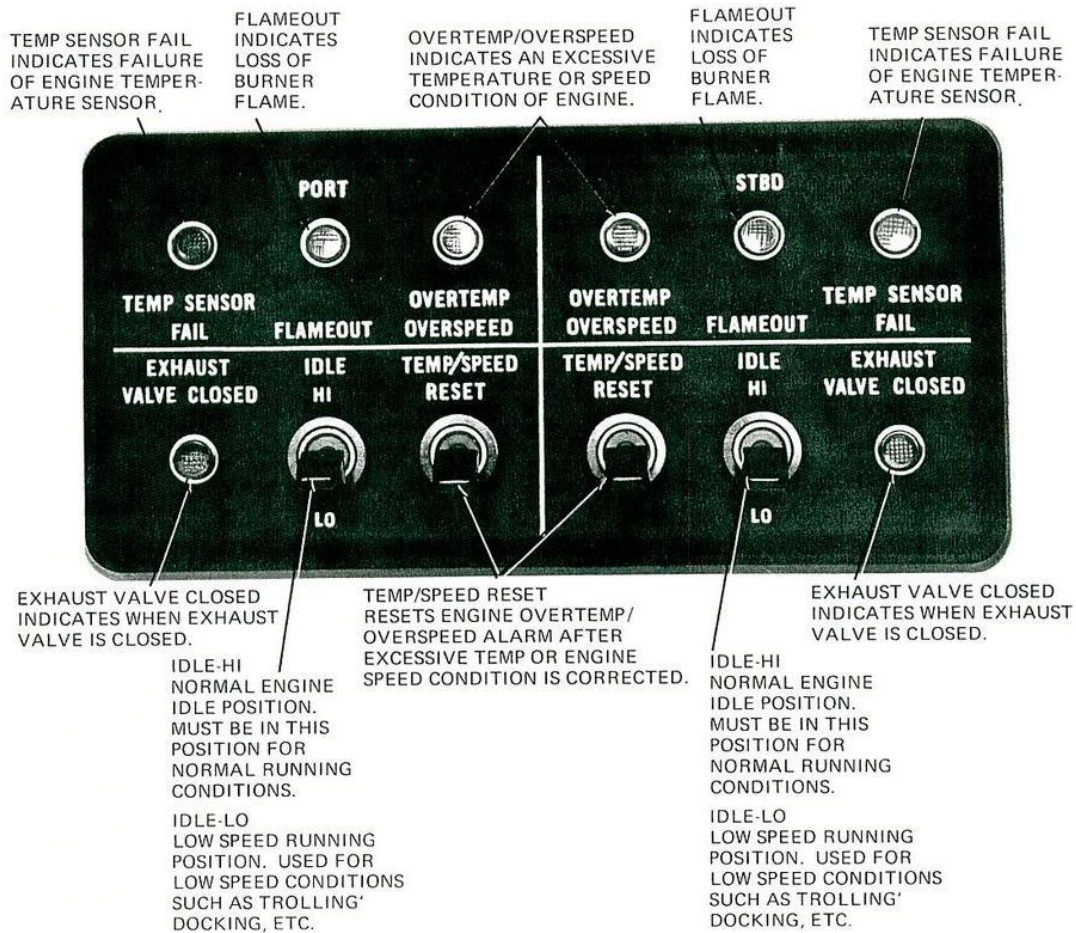 TEMP SENSOR FAIL
INDICATES FAILURE
OF ENGINE TEMPER-
ATURE SENSOR.
FLAMEOUT
INDICATES
LOSS OF
BURNER
FLAME.
OVERTEMP/OVERSPEED
INDICATES AN EXCESSIVE
TEMPERATURE OR SPEED
CONDITION OF ENGINE.
FLAMEOUT
INDICATES
LOSS OF
BURNER
FLAME.
TEMP SENSOR FAIL
INDICATES FAILURE
OF ENGINE TEMPER-
ATURE SENSOR.
PORT
STBD
TEMP SENSOR
FAIL
FLAMEOUT
OVERTEMP
OVERSPEED
OVERTEMP
OVERSPEED
FLAMEOUT
TEMP SENSOR
FAIL
EXHAUST
VALVE CLOSED
IDLE
HI
TEMP/SPEED
RESET
TEMP/SPEED
RESET
IDLE
HI
EXHAUST
VALVE CLOSED
LO
LO
EXHAUST VALVE CLOSED
INDICATES WHEN EXHAUST
VALVE IS CLOSED.
IDLE-HI
NORMAL ENGINE
IDLE POSITION.
MUST BE IN THIS
POSITION FOR
NORMAL RUNNING
CONDITIONS.
IDLE-LO
LOW SPEED RUNNING
POSITION. USED FOR
LOW SPEED CONDITIONS
SUCH AS TROLLING'
DOCKING, ETC.
TEMP/SPEED RESET
RESETS ENGINE OVERTEMP/
OVERSPEED ALARM AFTER
EXCESSIVE TEMP OR ENGINE
SPEED CONDITION IS CORRECTED.
EXHAUST VALVE CLOSED
INDICATES WHEN EXHAUST
VALVE IS CLOSED.
IDLE-HI
NORMAL ENGINE
IDLE POSITION.
MUST BE IN THIS
POSITION FOR
NORMAL RUNNING
CONDITIONS.
IDLE-LO
LOW SPEED RUNNING
POSITION. USED FOR
LOW SPEED CONDITIONS
SUCH AS TROLLING'
DOCKING, ETC.